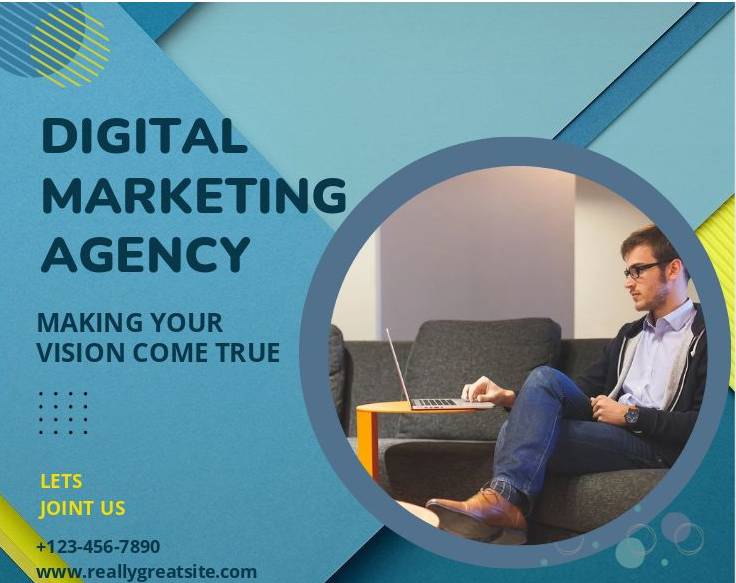 DIGITAL
MARKETING
AGENCY
MAKING YOUR
VISION COME TRUE
LETS
JOINT US
+123-456-7890
www.reallygreatsite.com